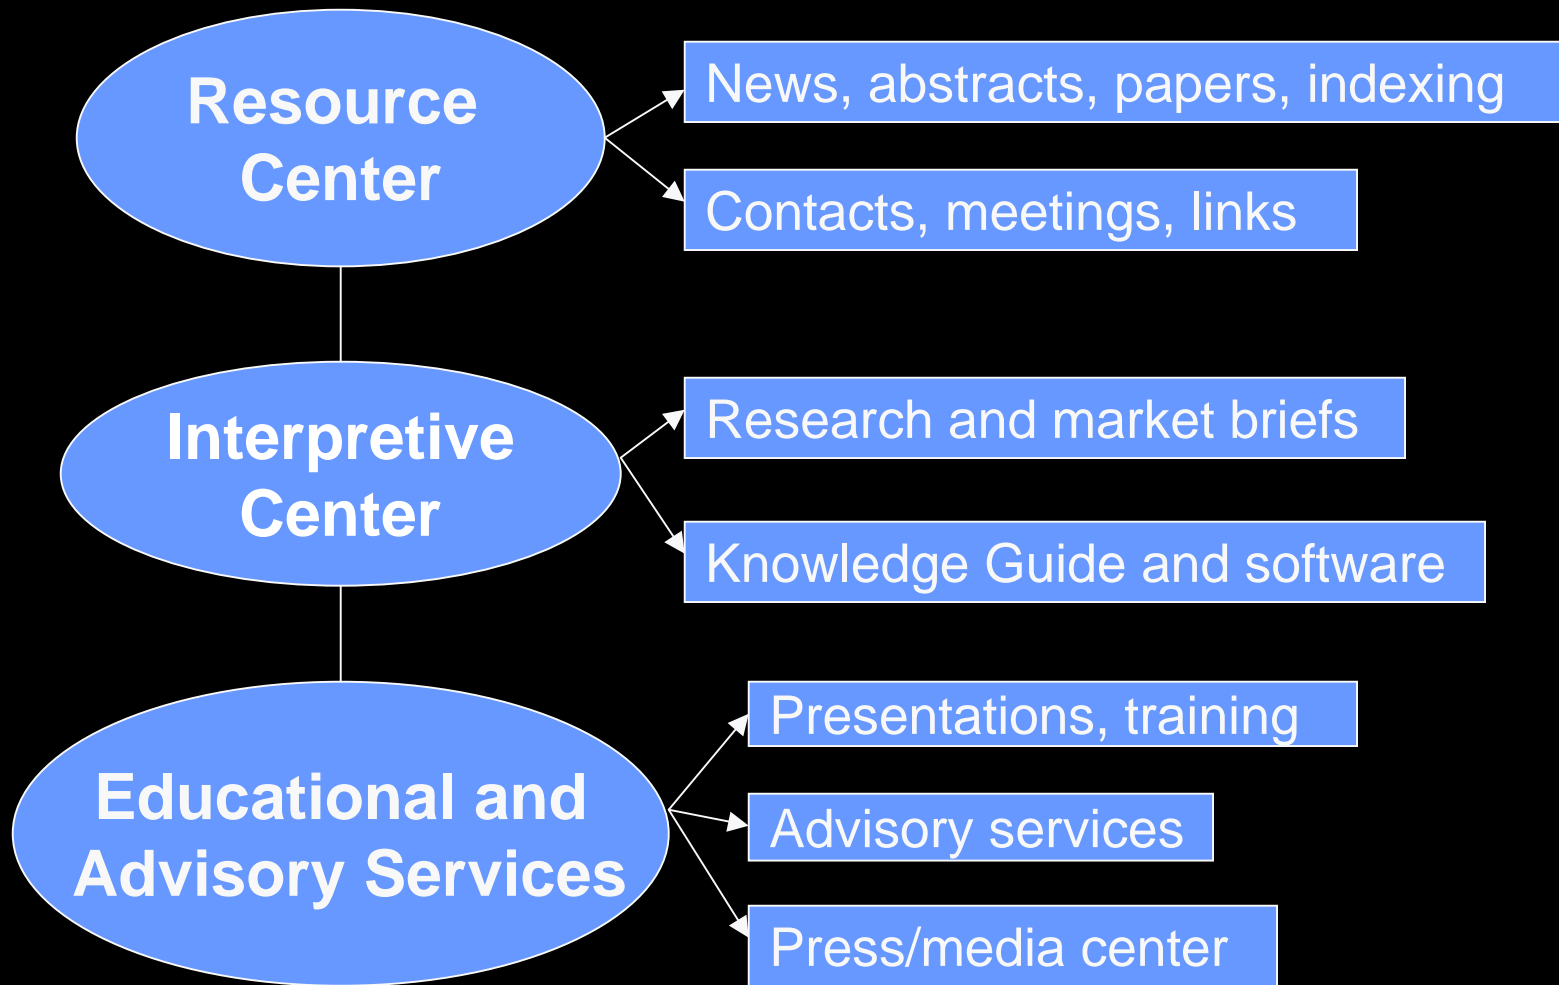 Resource
Center
News, abstracts, papers, indexing
Contacts, meetings, links
Interpretive
Center
Research and market briefs
Knowledge Guide and software
Educational and
Advisory Services
Presentations, training
Advisory services
Press/media center